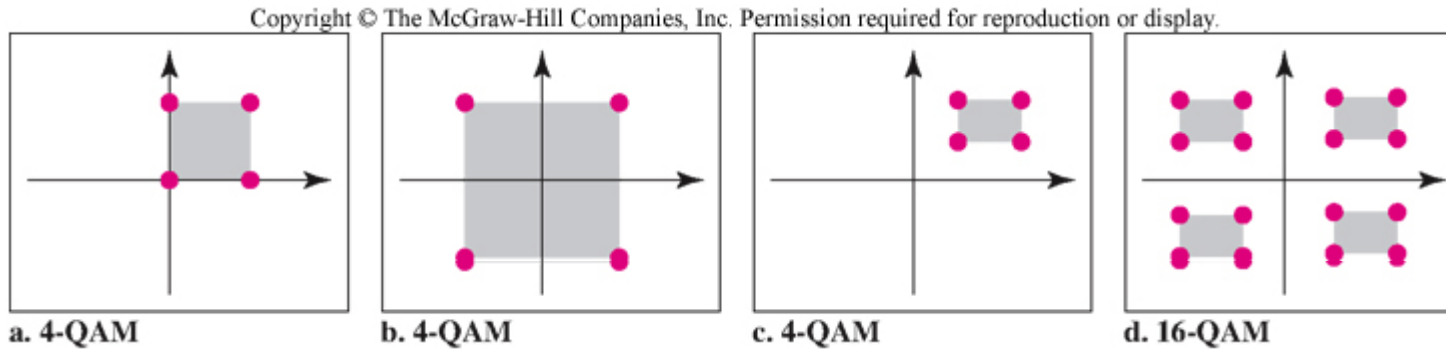 Copyright © The McGraw-Hill Companies, Inc. Permission required for reproduction or display.
a. 4-QAM
b. 4-QAM
c. 4-QAM
d. 16-QAM